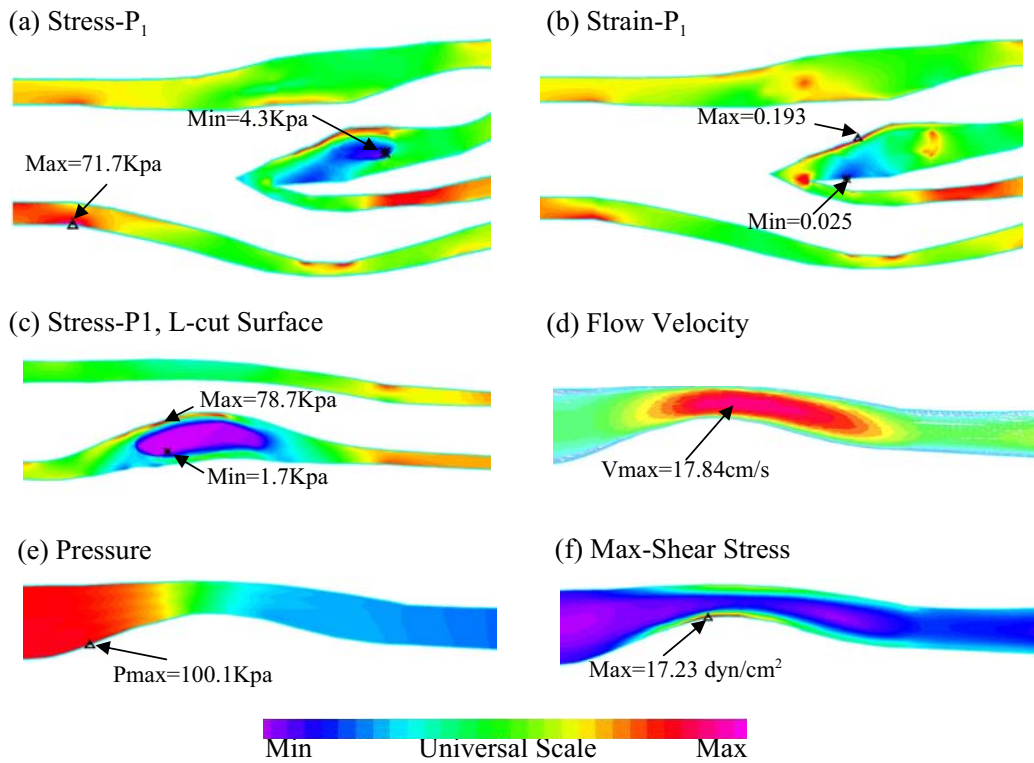 (a) Stress-P₁
(b) Strain-P₁
Min=4.3Kpa
Max=71.7Kpa
Max=0.193
Min=0.025
(c) Stress-P1, L-cut Surface
(d) Flow Velocity
Max=78.7Kpa
Min=1.7Kpa
Vmax=17.84cm/s
(e) Pressure
(f) Max-Shear Stress
Pmax=100.1Kpa
Max=17.23 dyn/cm²
Min Universal Scale Max